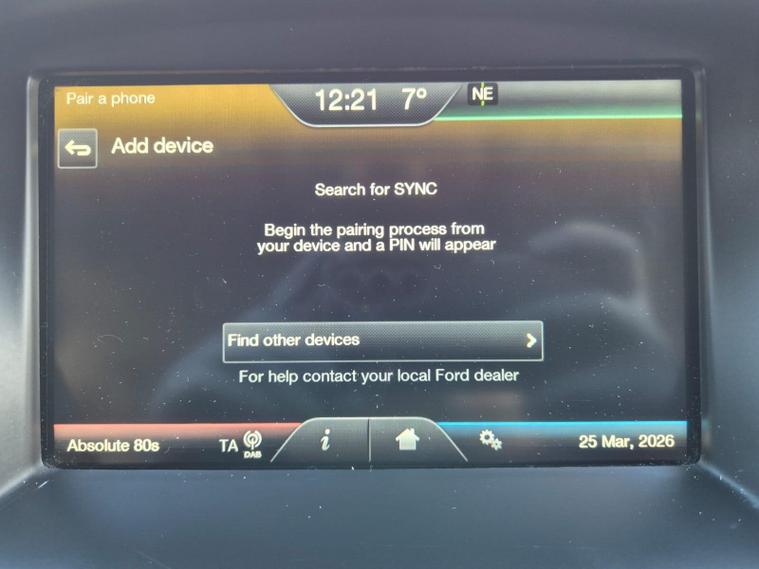 Pair a phone
12:21 7°
NE
Add device
Search for SYNC
Begin the pairing process from
your device and a PIN will appear
Find other devices
For help contact your local Ford dealer
Absolute 80s
TA
DAB
i
25 Mar, 2026